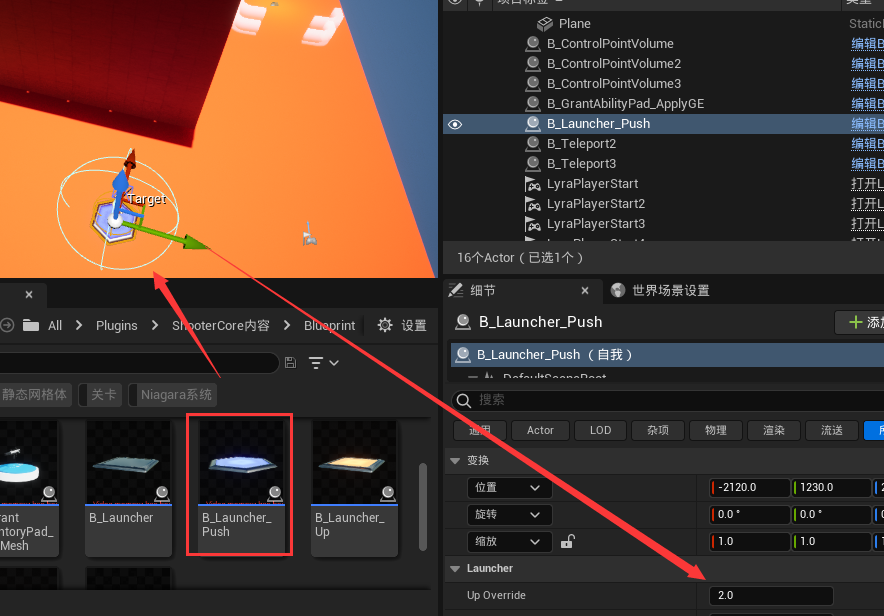 Target
All
Plugins
ShooterCore内容
Blueprint
设置
静态网格体
关卡
Niagara系统
ntoryPad_
Mesh
B_Launcher
B_Launcher_
Push
B_Launcher_
Up
Plane
Static
B_ControlPointVolume
编辑B
B_ControlPointVolume2
编辑B
B_ControlPointVolume3
编辑B
B_GrantAbilityPad_ApplyGE
编辑B
B_Launcher_Push
编辑B
B_Teleport2
编辑B
B_Teleport3
编辑B
LyraPlayerStart
打开L
LyraPlayerStart2
打开L
LyraPlayerStart3
打开L
16个Actor（已选1个）
细节
世界场景设置
B_Launcher_Push
添加
B_Launcher_Push （自我）
DefaultSceneRoot
搜索
通用
Actor
LOD
杂项
物理
渲染
流送
变换
位置
-2120.0
1230.0
旋转
0.0 °
0.0 °
缩放
1.0
1.0
Launcher
Up Override
2.0